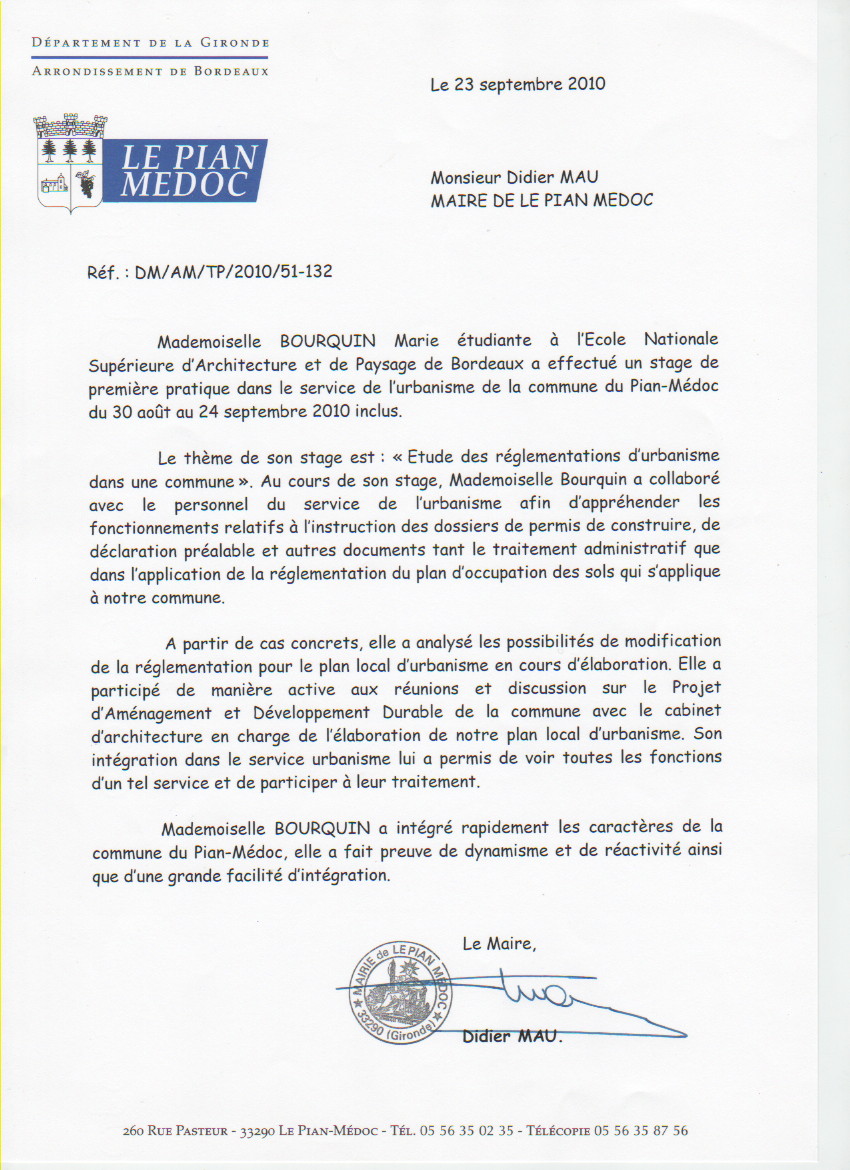 DÉPARTEMENT DE LA GIRONDE
ARRONDISSEMENT DE BORDEAUX
LE PIAN
MEDOC
Le 23 septembre 2010
Monsieur Didier MAU
MAIRE DE LE PIAN MEDOC
Réf. : DM/AM/TP/2010/51-132
Mademoiselle BOURQUIN Marie étudiante à l'Ecole Nationale
Supérieure d'Architecture et de Paysage de Bordeaux a effectué un stage de
première pratique dans le service de l'urbanisme de la commune du Pian-Médoc
du 30 août au 24 septembre 2010 inclus.
Le thème de son stage est : « Etude des réglementations d'urbanisme
dans une commune ». Au cours de son stage, Mademoiselle Bourquin a collaboré
avec le personnel du service de l'urbanisme afin d'appréhender les
fonctionnements relatifs à l'instruction des dossiers de permis de construire, de
déclaration préalable et autres documents tant le traitement administratif que
dans l'application de la réglementation du plan d'occupation des sols qui s'applique
à notre commune.
A partir de cas concrets, elle a analysé les possibilités de modification
de la réglementation pour le plan local d'urbanisme en cours d'élaboration. Elle a
participé de manière active aux réunions et discussion sur le Projet
d'Aménagement et Développement Durable de la commune avec le cabinet
d'architecture en charge de l'élaboration de notre plan local d'urbanisme. Son
intégration dans le service urbanisme lui a permis de voir toutes les fonctions
d'un tel service et de participer à leur traitement.
Mademoiselle BOURQUIN a intégré rapidement les caractères de la
commune du Pian-Médoc, elle a fait preuve de dynamisme et de réactivité ainsi
que d'une grande facilité d'intégration.
Le Maire,
MAIRIE de LE PIAN MEDOC
33290 (Gironde)
Didier MAU.
260 RUE PASTEUR - 33290 LE PIAN-MÉDOC - TÉL. 05 56 35 02 35 - TÉLÉCOPIE 05 56 35 87 56